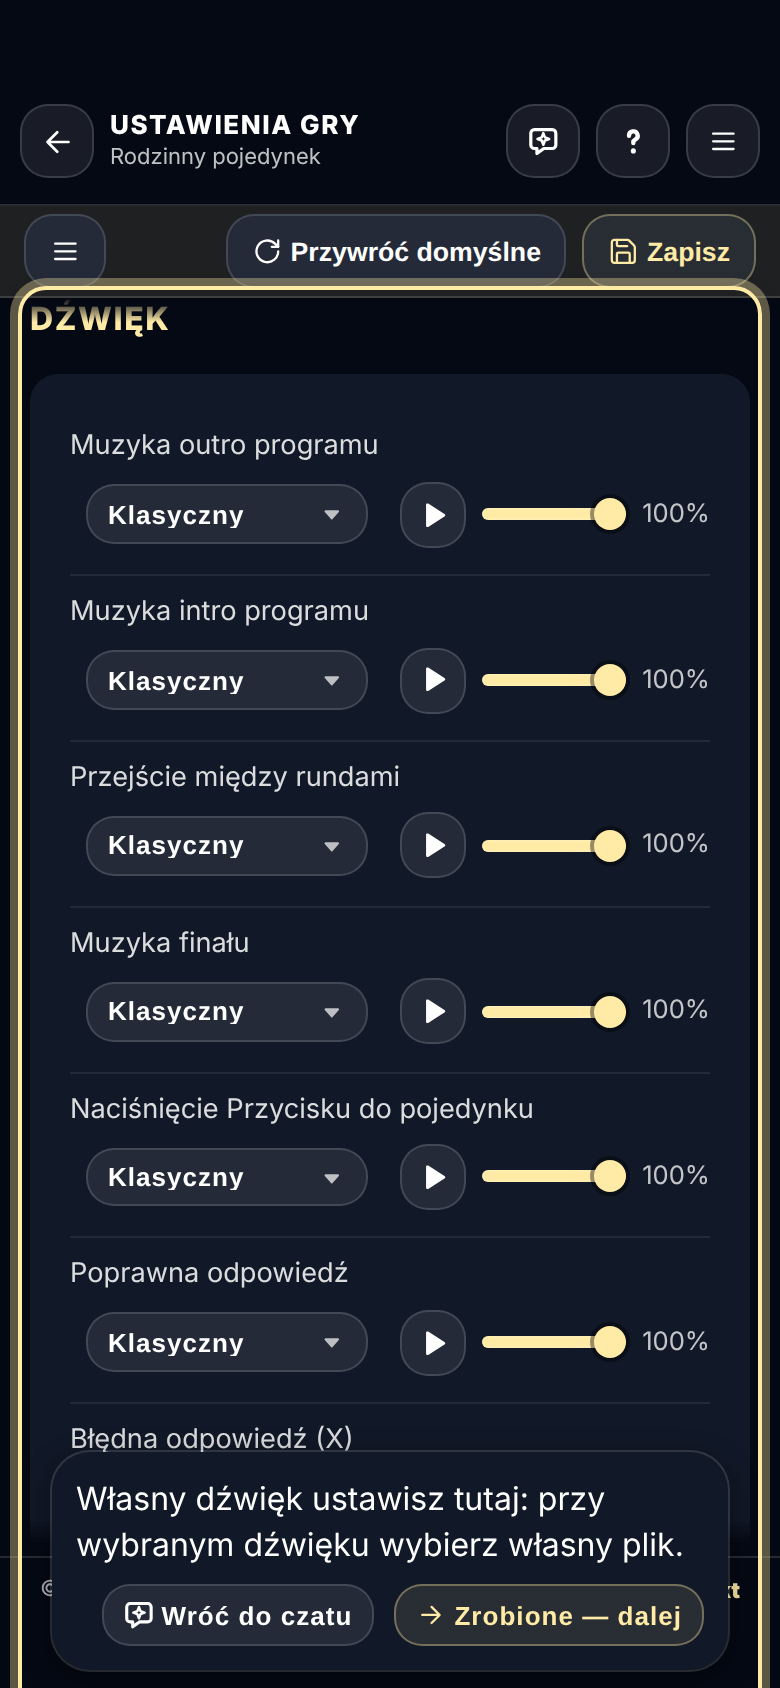 USTAWIENIA GRY
Rodzinny pojedynek
Przywróć domyślne
Zapisz
DŹWIĘK
Muzyka outro programu
Klasyczny
100%
Muzyka intro programu
Klasyczny
100%
Przejście między rundami
Klasyczny
100%
Muzyka finału
Klasyczny
100%
Naciśnięcie Przycisku do pojedynku
Klasyczny
100%
Poprawna odpowiedź
Klasyczny
100%
Błędna odpowiedź (X)
Własny dźwięk ustawisz tutaj: przy
wybranym dźwięku wybierz własny plik.
Wróć do czatu
Zrobione — dalej